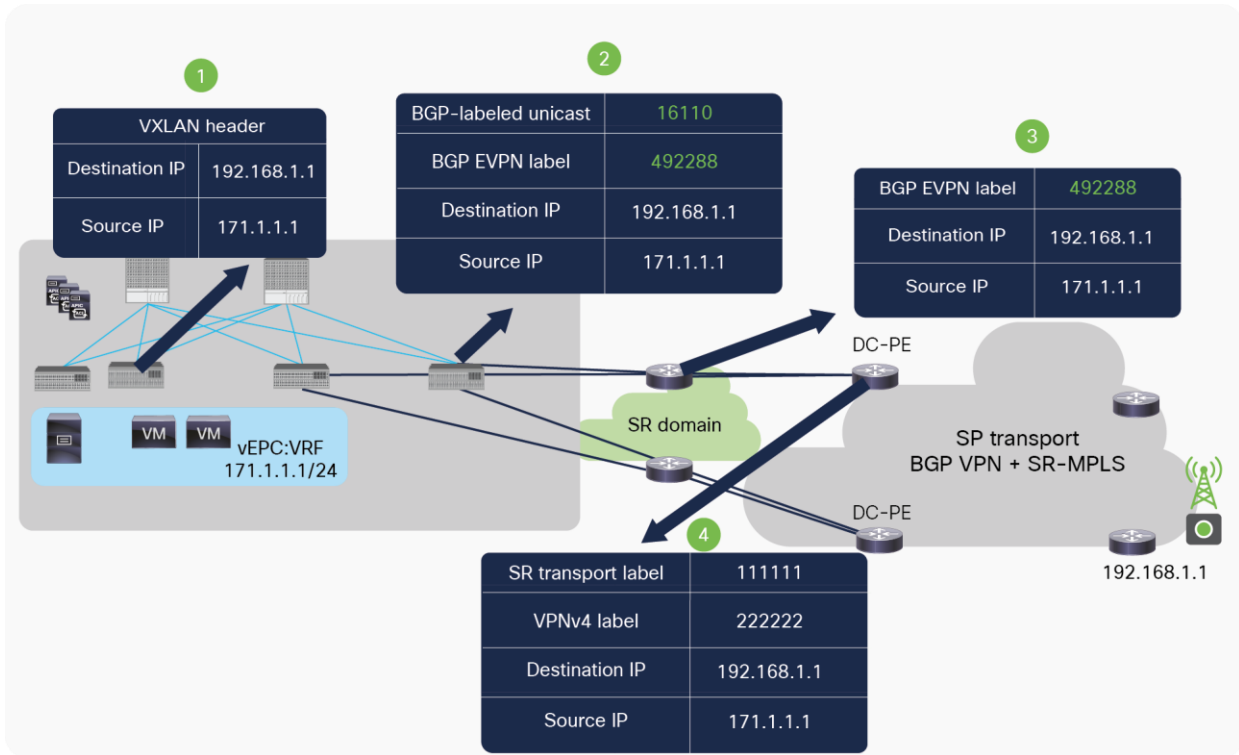 1
VXLAN header
Destination IP 192.168.1.1
Source IP 171.1.1.1
2
BGP-labeled unicast 16110
BGP EVPN label 492288
Destination IP 192.168.1.1
Source IP 171.1.1.1
3
BGP EVPN label 492288
Destination IP 192.168.1.1
Source IP 171.1.1.1
VM VM
vEPC:VRF
171.1.1.1/24
SR domain
DC-PE
SP transport
BGP VPN + SR-MPLS
DC-PE
192.168.1.1
4
SR transport label 111111
VPNv4 label 222222
Destination IP 192.168.1.1
Source IP 171.1.1.1